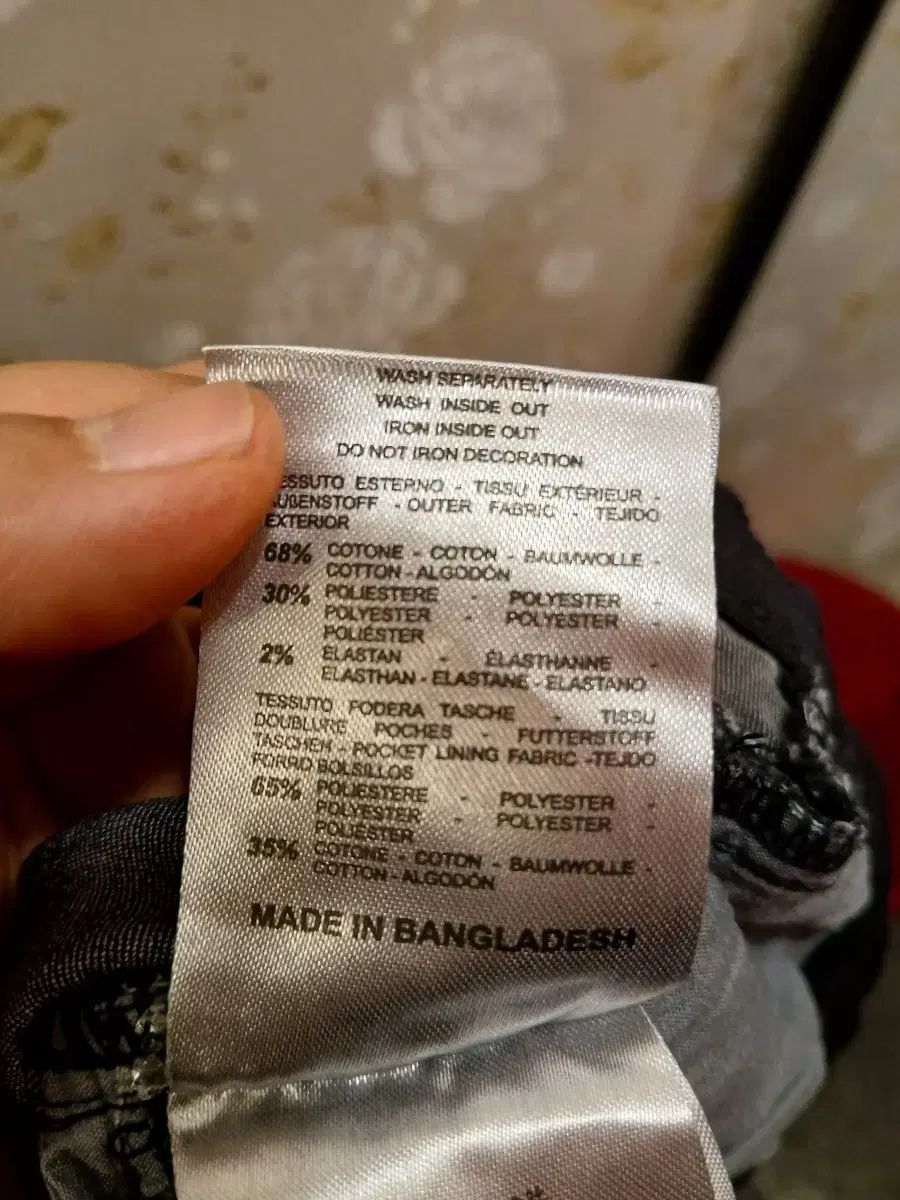 WASH SEPARATELY
WASH INSIDE OUT
IRON INSIDE OUT
DO NOT IRON DECORATION
ESSUTO ESTERNO - TISSU EXTÉRIEUR -
UßENSTOFF - OUTER FABRIC - TEJIDO
EXTERIOR
68% COTONE - COTON - BAUMWOLLE -
COTTON - ALGODÓN
30% POLIESTERE - POLYESTER -
POLYESTER - POLYESTER -
POLIÉSTER
2% ELASTAN - ÉLASTHANNE -
ELASTHAN - ELASTANE - ELASTANO
TESSUTO FODERA TASCHE - TISSU
DOUBLURE POCHES - FUTTERSTOFF
TASCHEN - POCKET LINING FABRIC -TEJIDO
FORRO BOLSILLOS
65% POLIESTERE - POLYESTER -
POLYESTER - POLYESTER -
POLIÉSTER
35% COTONE - COTON - BAUMWOLLE -
COTTON - ALGODÓN
MADE IN BANGLADESH